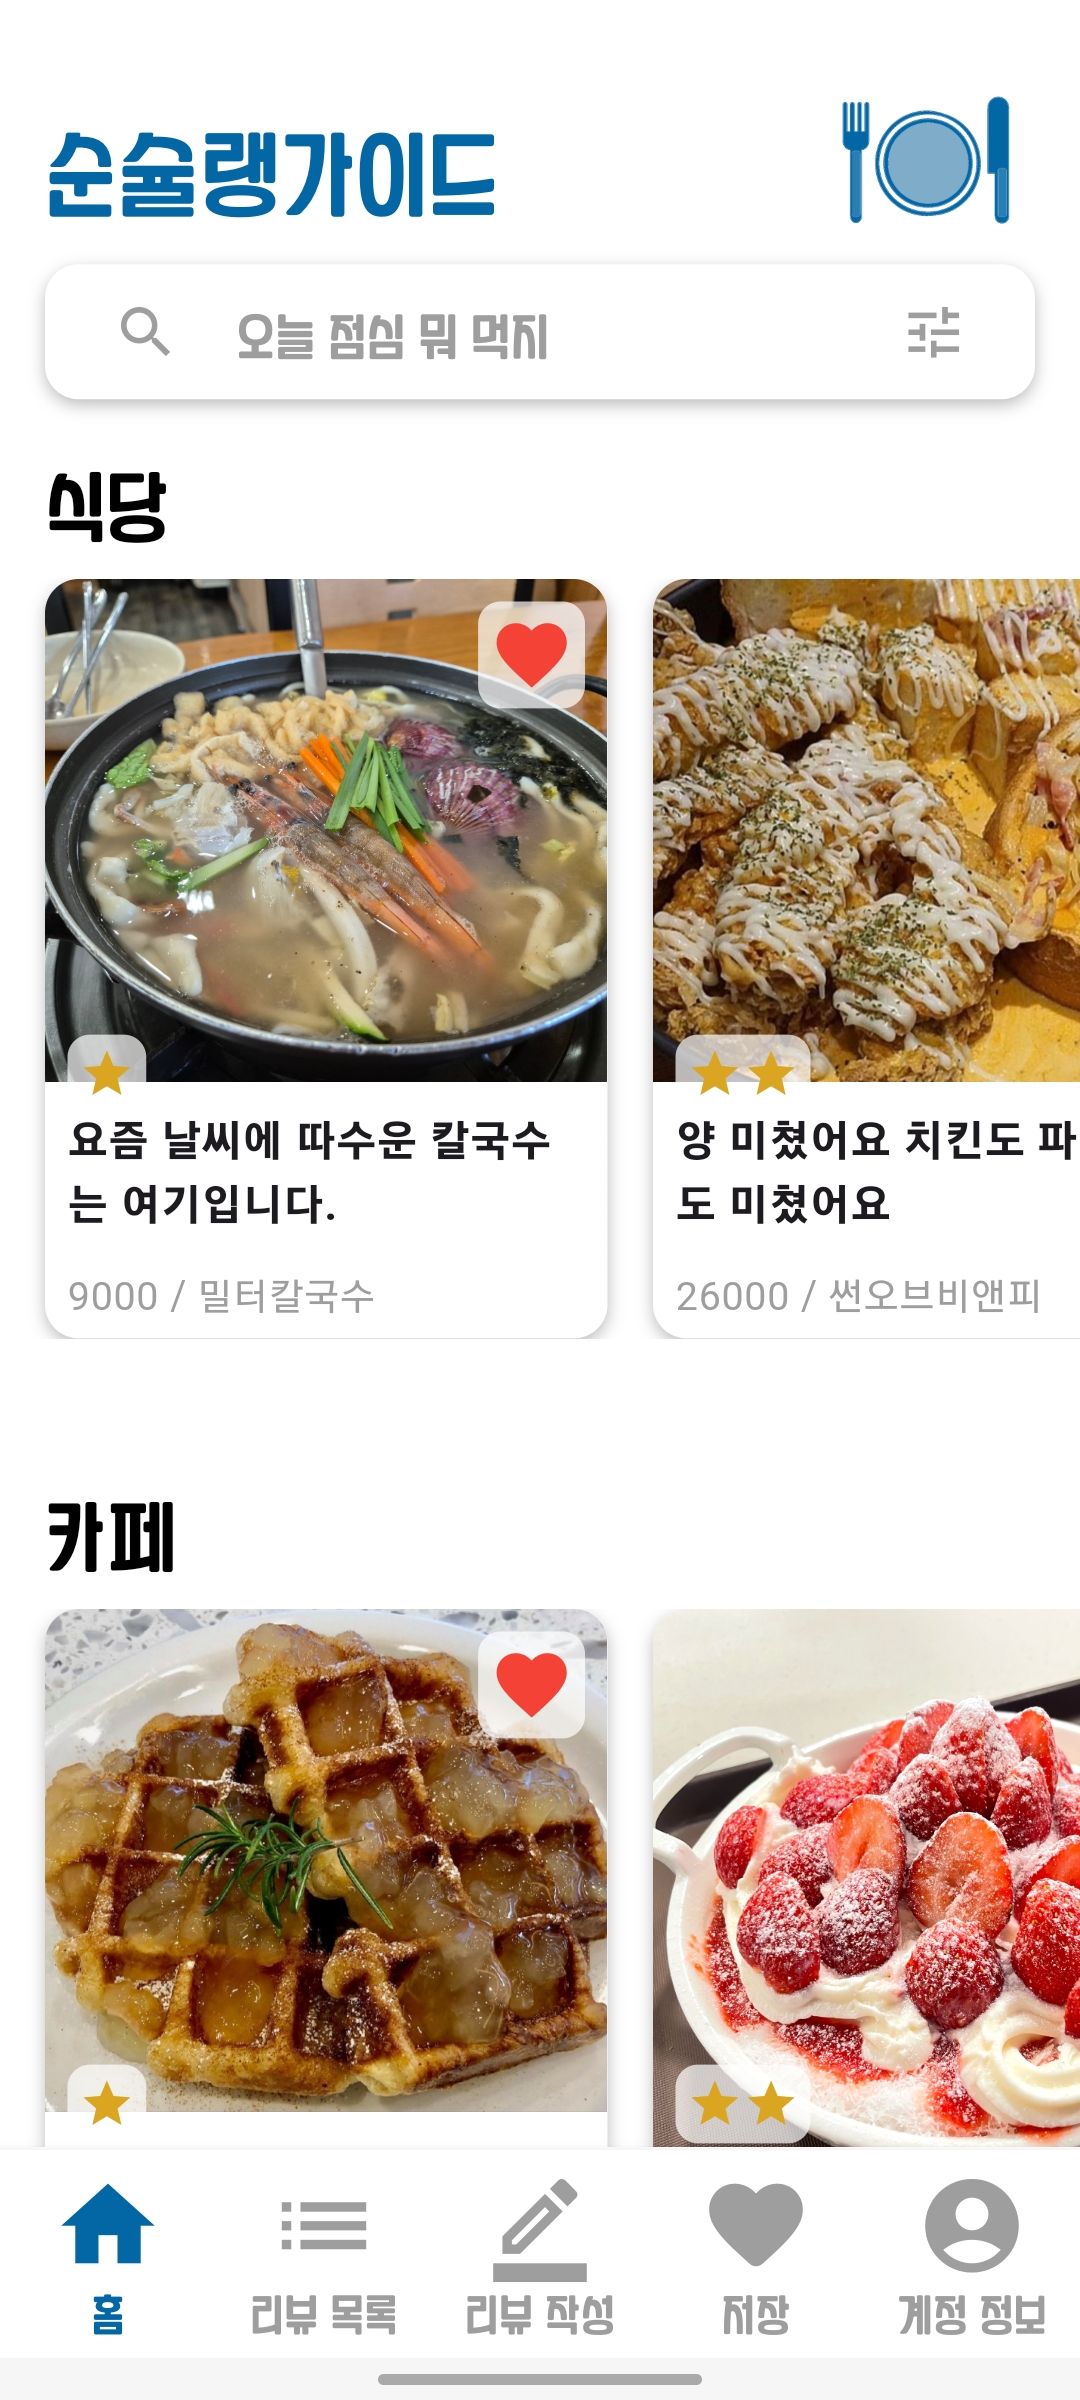 순슐랭가이드
오늘 점심 뭐 먹지
식당
요즘 날씨에 따수운 칼국수
는 여기입니다.
9000 / 밀터칼국수
양 미쳤어요 치킨도 파
도 미쳤어요
26000 / 썬오브비앤피
카페
홈
리뷰 목록
리뷰 작성
저장
계정 정보